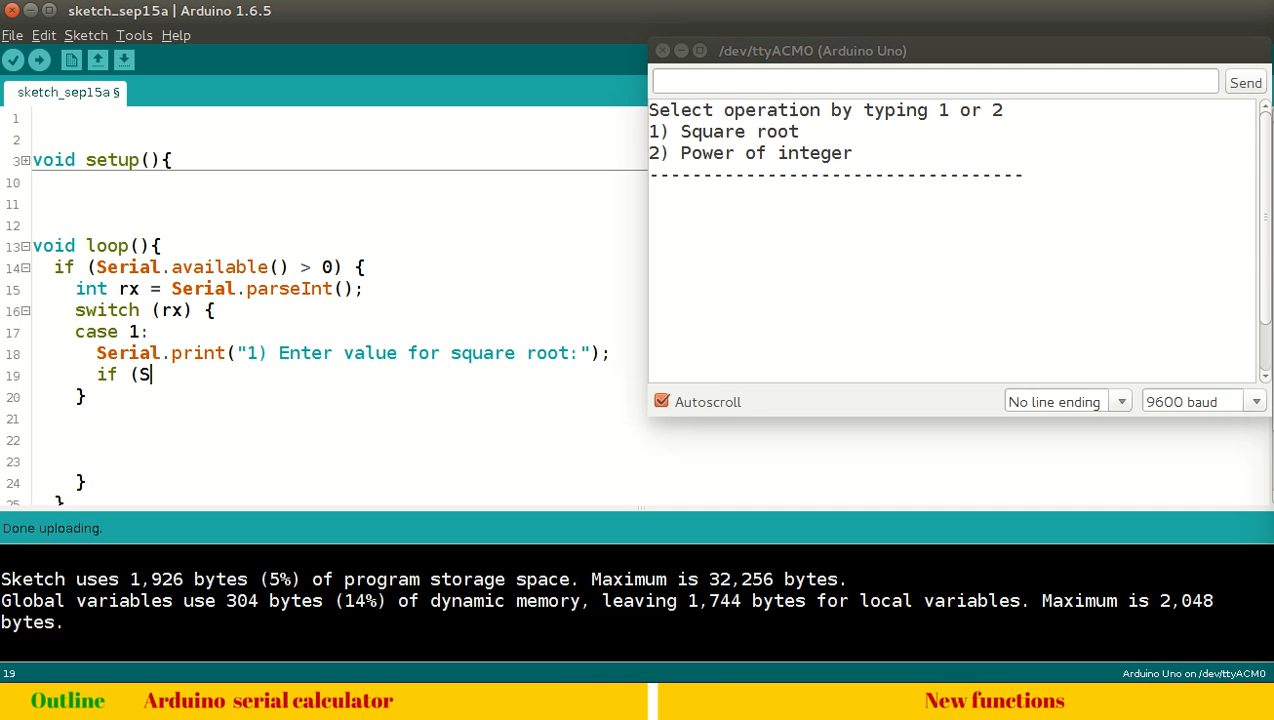 sketch_sep15a | Arduino 1.6.5
File Edit Sketch Tools Help
sketch_sep15a §
1
2
3 void setup(){
10
11
12
13 void loop(){
14 if (Serial.available() > 0) {
15 int rx = Serial.parseInt();
16 switch (rx) {
17 case 1:
18 Serial.print("1) Enter value for square root:");
19 if (S
20 }
21
22
23
24 }
25 }
/dev/ttyACM0 (Arduino Uno)
Send
Select operation by typing 1 or 2
1) Square root
2) Power of integer
-----------------------------------
Autoscroll
No line ending
9600 baud
Done uploading.
Sketch uses 1,926 bytes (5%) of program storage space. Maximum is 32,256 bytes.
Global variables use 304 bytes (14%) of dynamic memory, leaving 1,744 bytes for local variables. Maximum is 2,048
bytes.
19
Arduino Uno on /dev/ttyACM0
Outline Arduino serial calculator
New functions